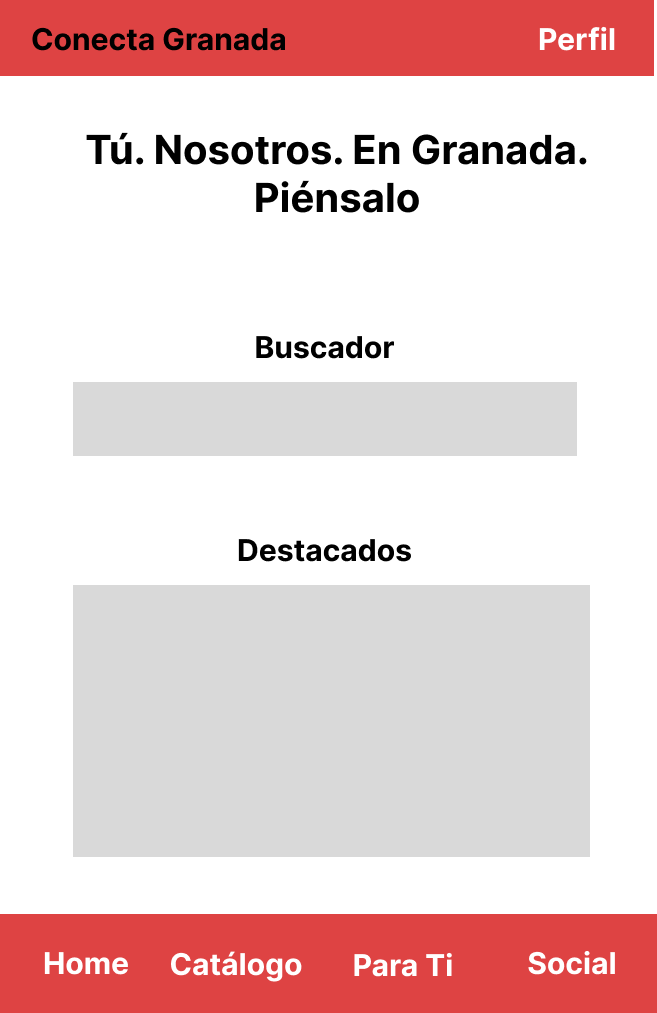 Conecta Granada
Perfil
Tú. Nosotros. En Granada.
Piénsalo
Buscador
Destacados
Home
Catálogo
Para Ti
Social